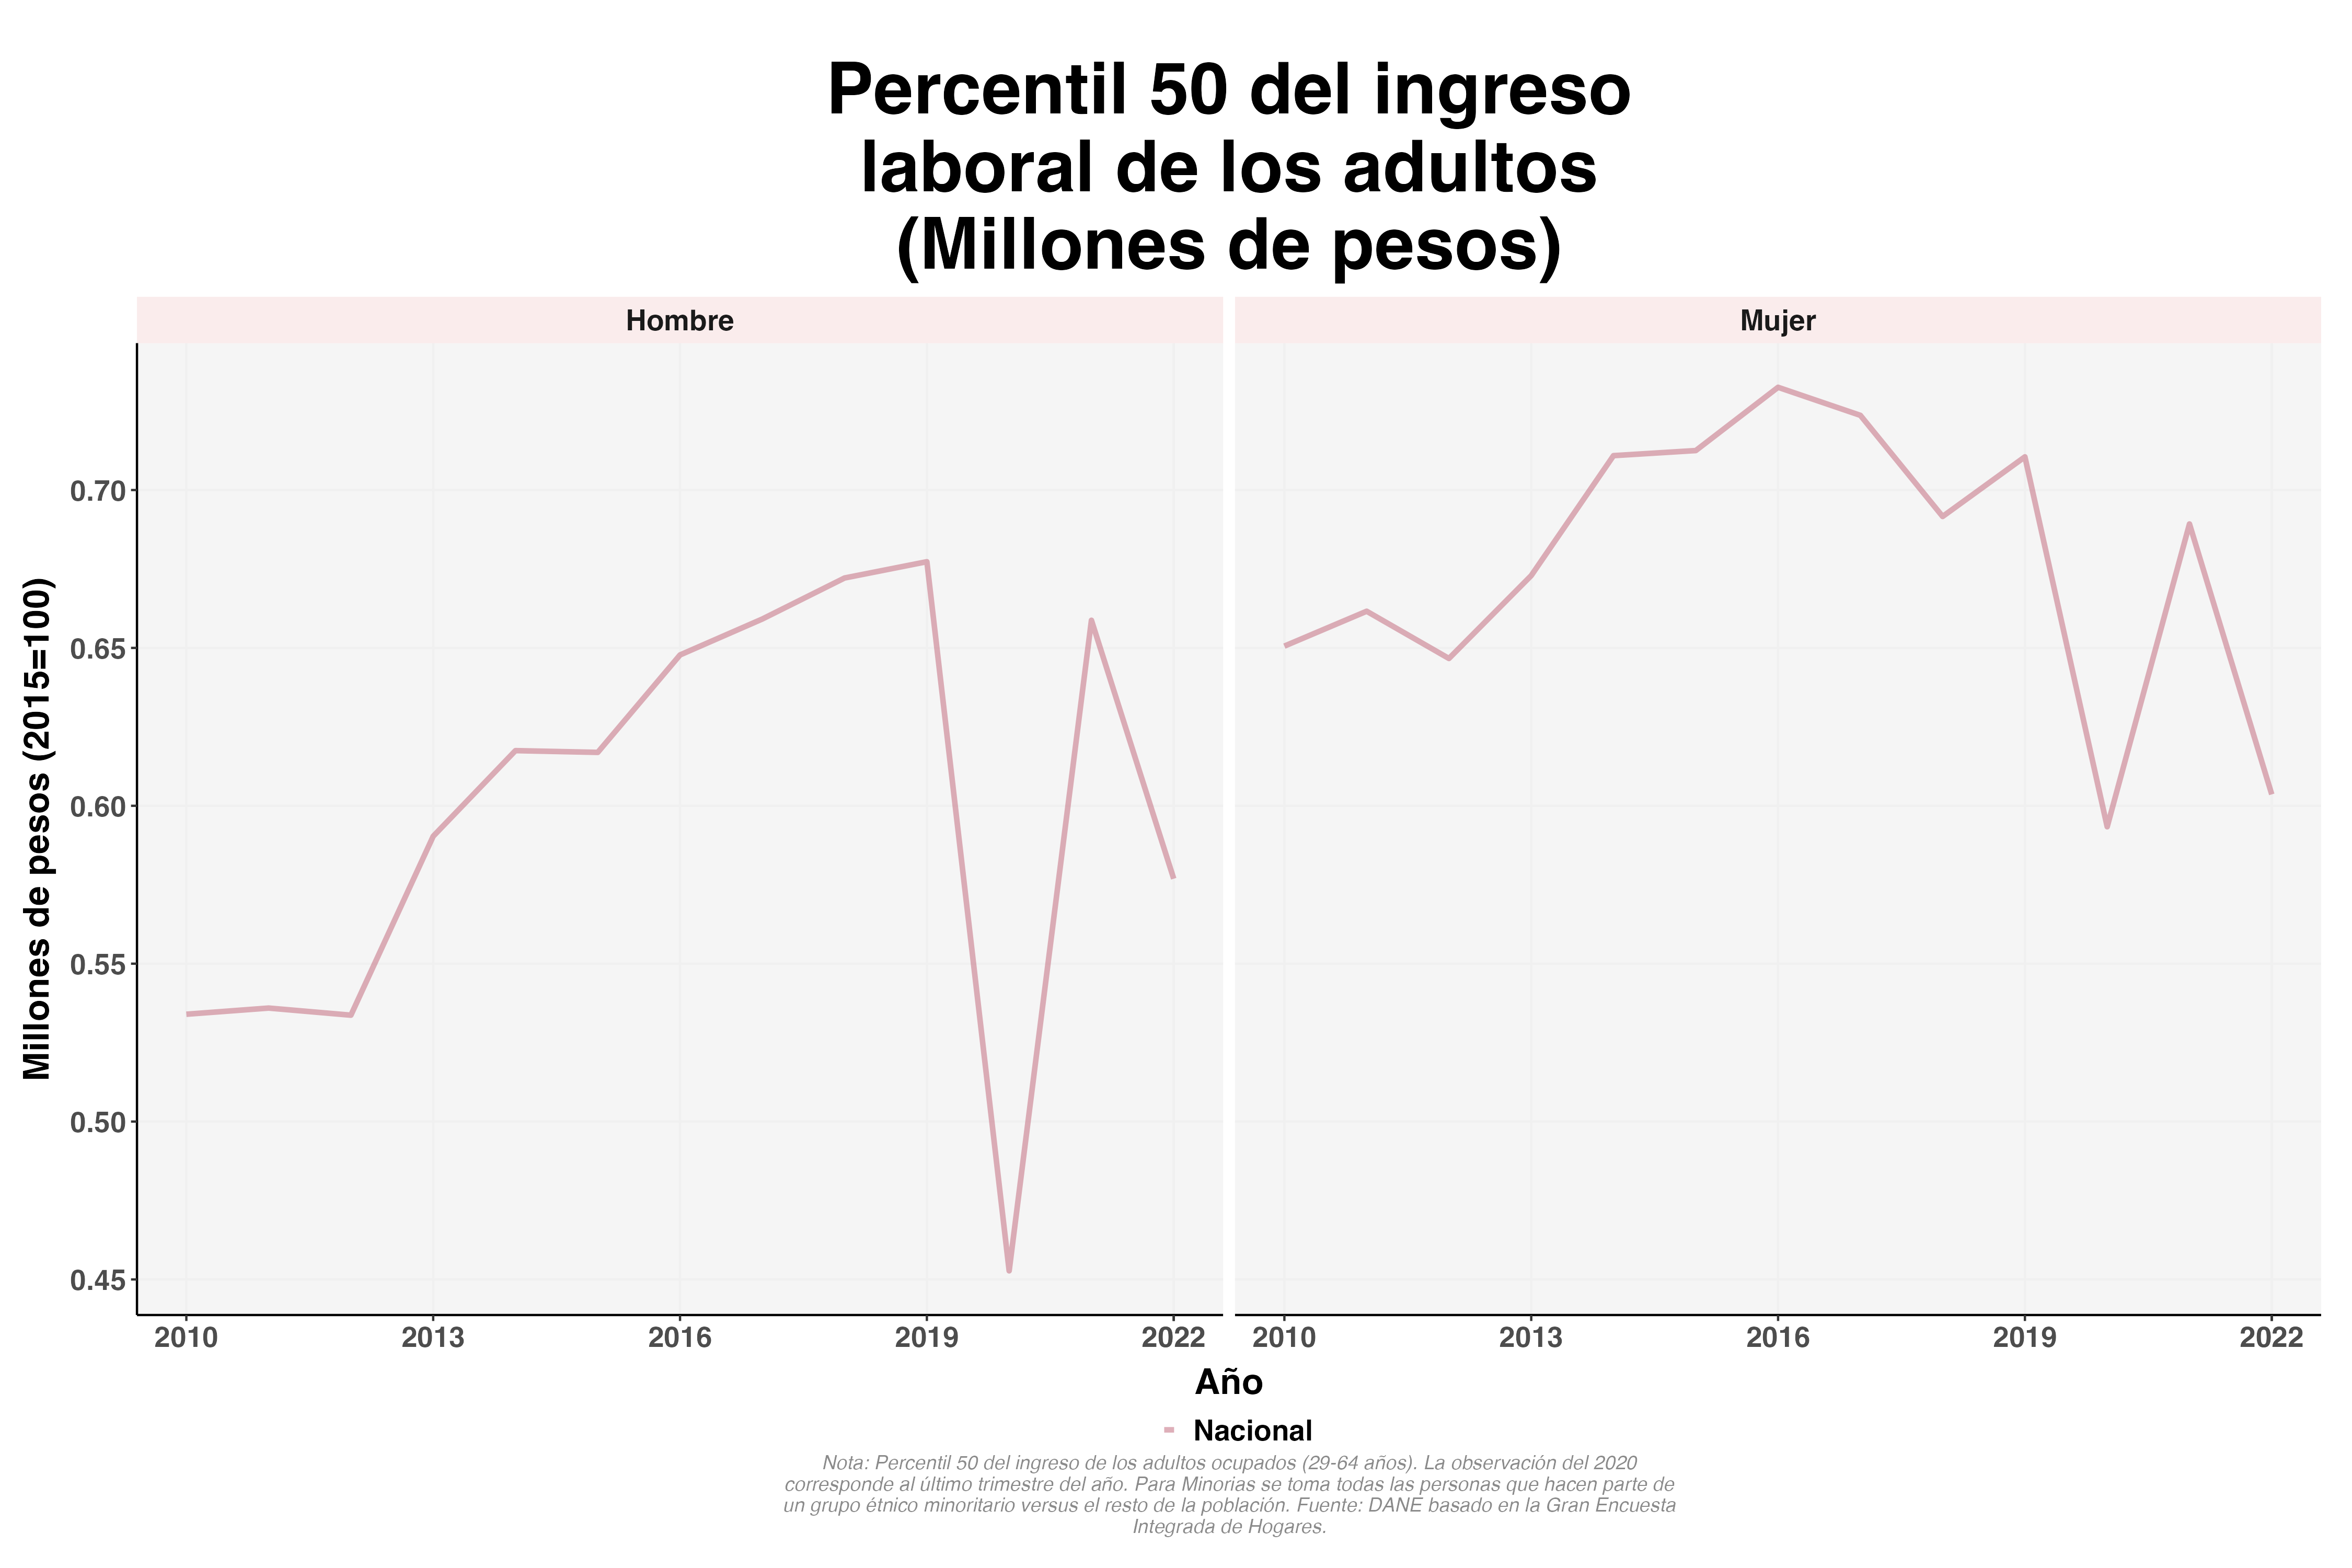 Percentil 50 del ingreso
laboral de los adultos
(Millones de pesos)
Hombre
Mujer
Millones de pesos (2015=100)
0.70
0.65
0.60
0.55
0.50
0.45
2010 2013 2016 2019 2022
2010 2013 2016 2019 2022
Año
Nacional
Nota: Percentil 50 del ingreso de los adultos ocupados (29-64 años). La observación del 2020
corresponde al último trimestre del año. Para Minorias se toma todas las personas que hacen parte de
un grupo étnico minoritario versus el resto de la población. Fuente: DANE basado en la Gran Encuesta
Integrada de Hogares.